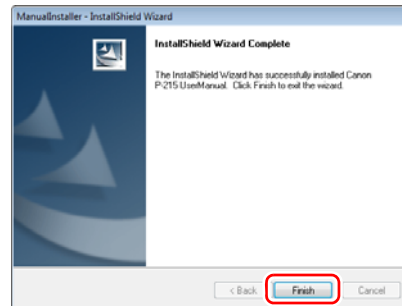 ManualInstaller - InstallShield Wizard
InstallShield Wizard Complete
The InstallShield Wizard has successfully installed Canon
P-215 UserManual. Click Finish to exit the wizard.
< Back
Finish
Cancel